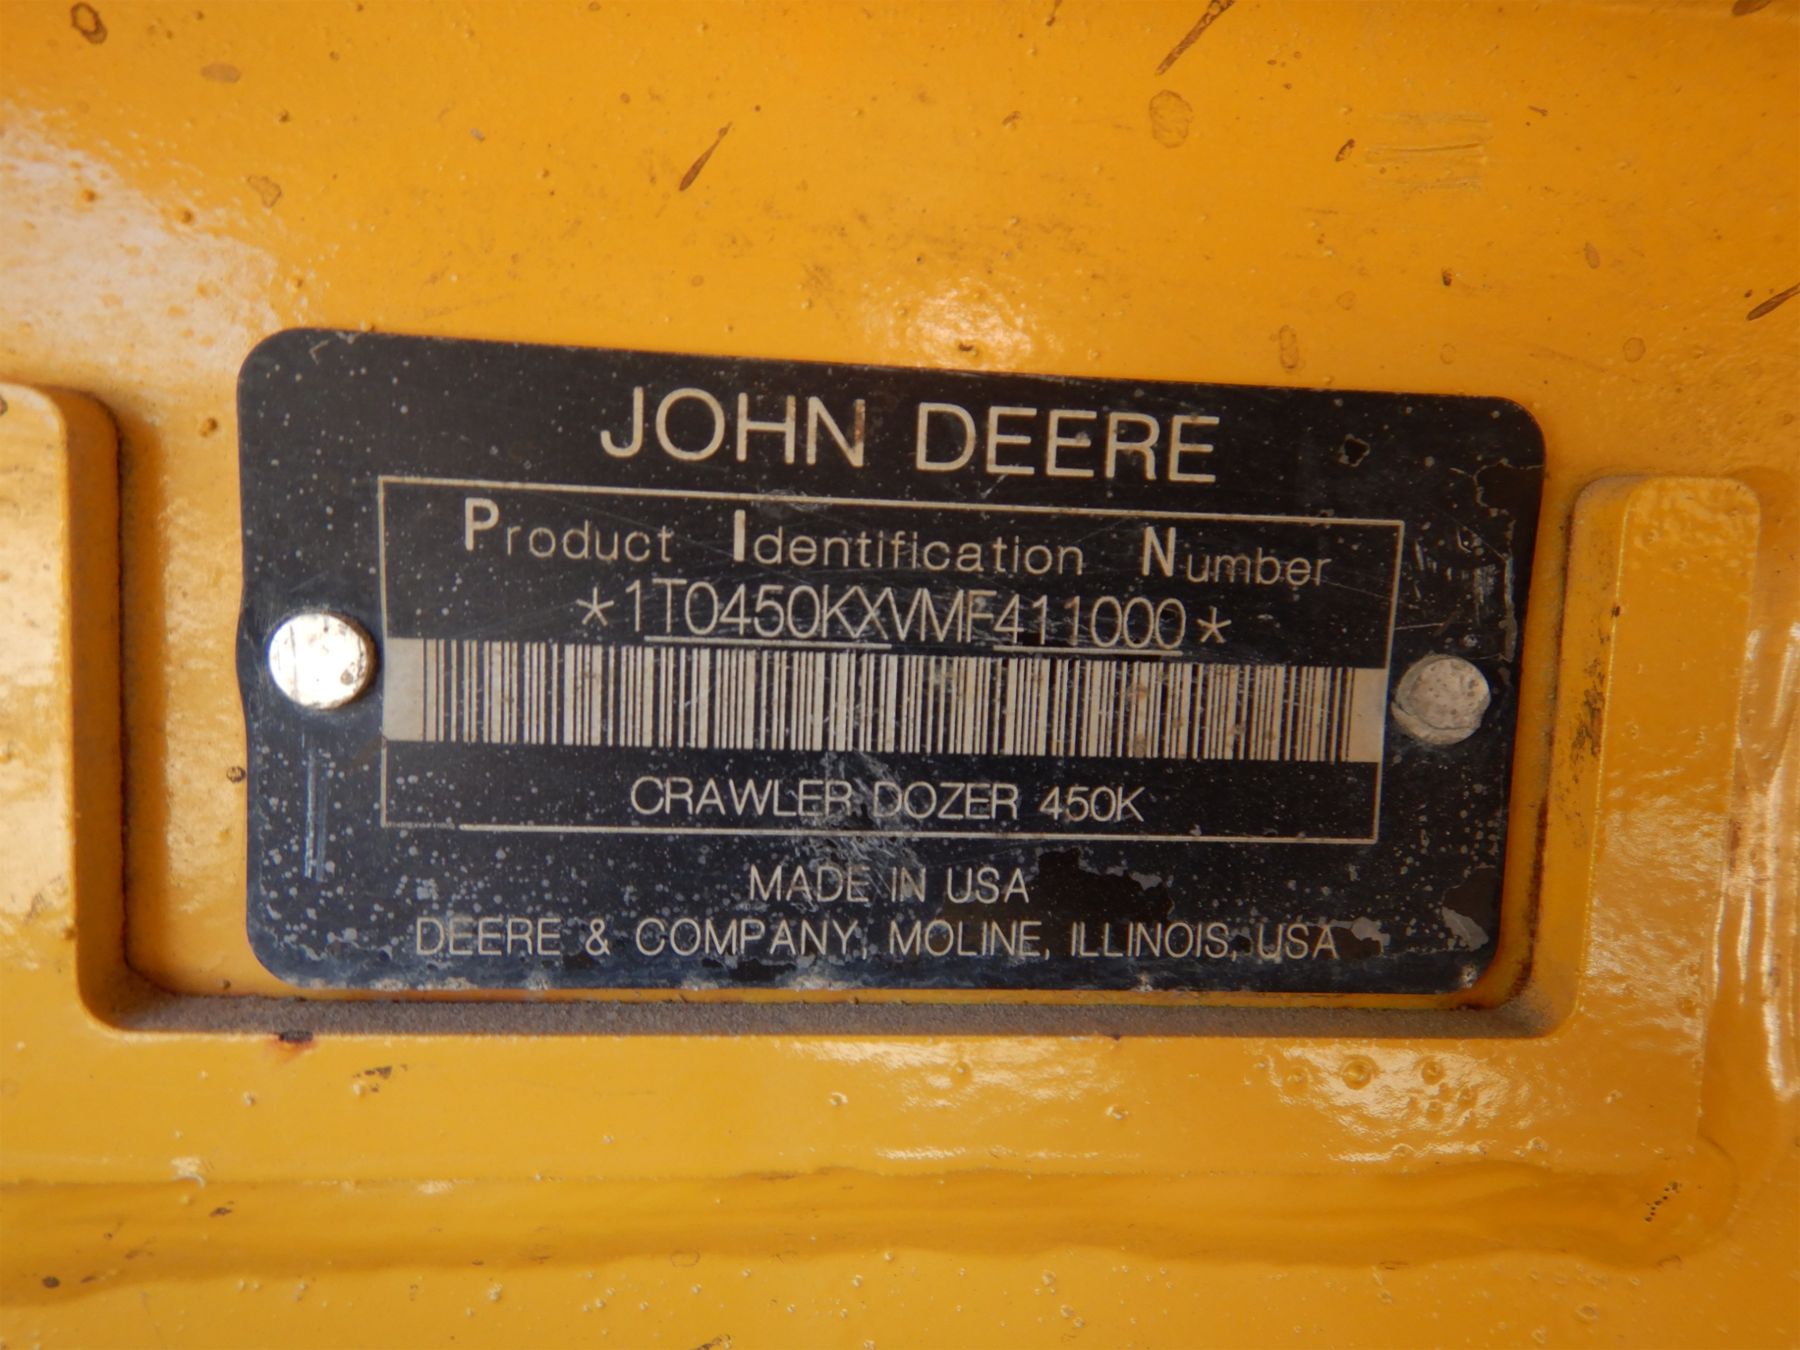 JOHN DEERE
Product Identification Number
*1T0450KXVMF411000*
CRAWLER DOZER 450K
MADE IN USA
DEERE & COMPANY, MOLINE, ILLINOIS, USA